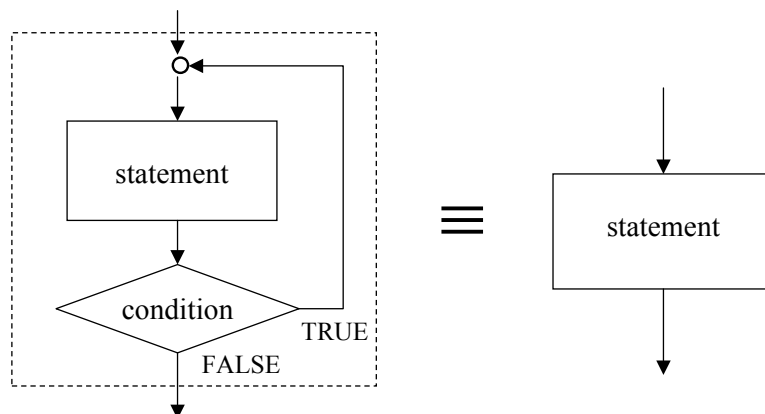 statement
condition
TRUE
FALSE
statement